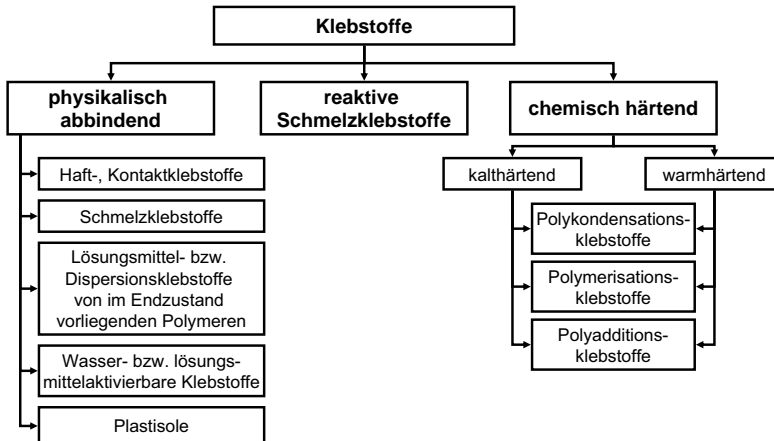 Klebstoffe
physikalisch
abbindend
reaktive
Schmelzklebstoffe
chemisch härtend
Haft-, Kontaktklebstoffe
Schmelzklebstoffe
Lösungsmittel- bzw.
Dispersionsklebstoffe
von im Endzustand
vorliegenden Polymeren
Wasser- bzw. lösungs-
mittelaktivierbare Klebstoffe
Plastisole
kalthärtend
warmhärtend
Polykondensations-
klebstoffe
Polymerisations-
klebstoffe
Polyadditions-
klebstoffe